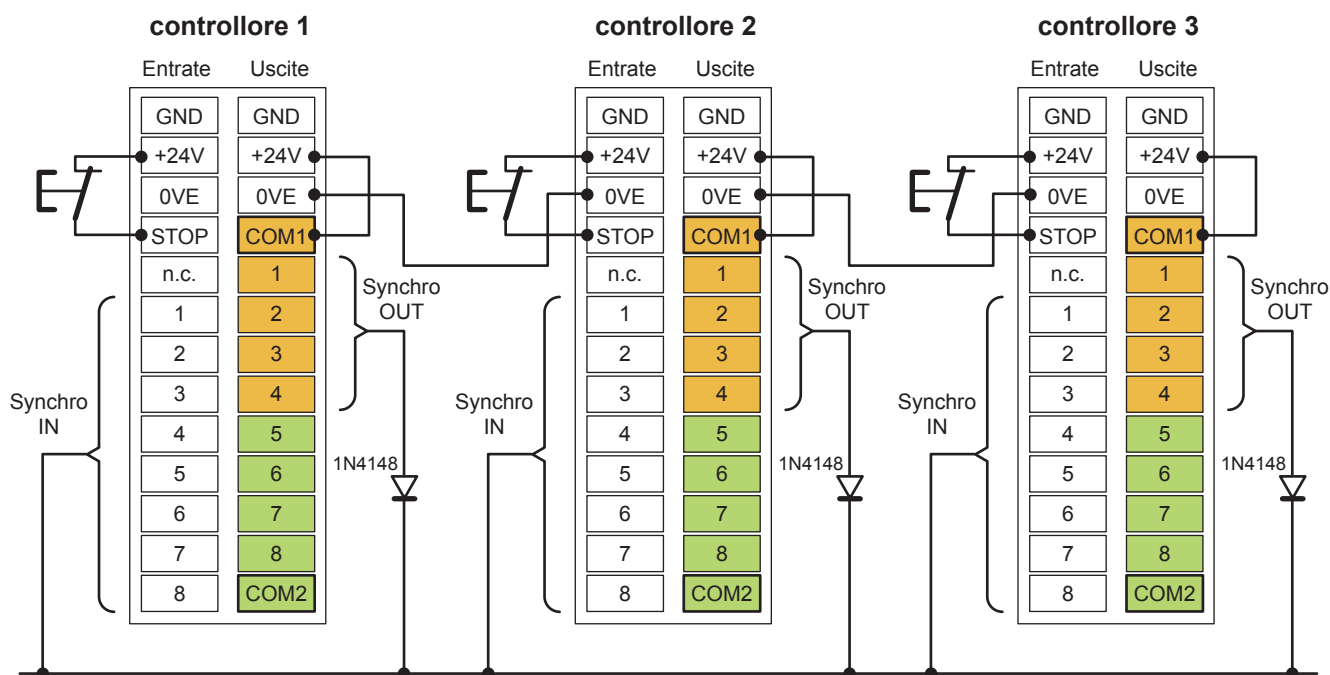 controllore 1
controllore 2
controllore 3
Entrate Uscite
Entrate Uscite
Entrate Uscite
GND GND
+24V +24V
0VE 0VE
STOP COM1
n.c. 1
1 2
2 3
3 4
4 5
5 6
6 7
7 8
8 COM2
Synchro
IN
Synchro
OUT
1N4148
GND GND
+24V +24V
0VE 0VE
STOP COM1
n.c. 1
1 2
2 3
3 4
4 5
5 6
6 7
7 8
8 COM2
Synchro
IN
Synchro
OUT
1N4148
GND GND
+24V +24V
0VE 0VE
STOP COM1
n.c. 1
1 2
2 3
3 4
4 5
5 6
6 7
7 8
8 COM2
Synchro
IN
Synchro
OUT
1N4148